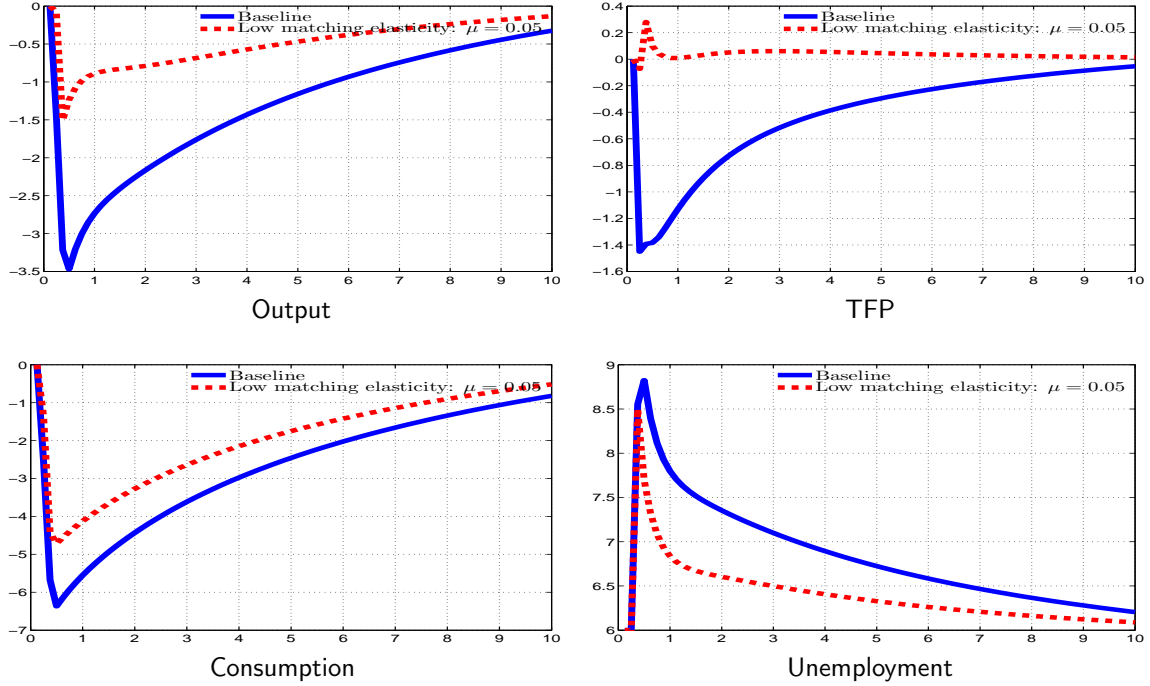 0
−0.5
−1
−1.5
−2
−2.5
−3
−3.5
0 1 2 3 4 5 6 7 8 9 10
Baseline
Low matching elasticity: μ = 0.05
Output
0.4
0.2
0
−0.2
−0.4
−0.6
−0.8
−1
−1.2
−1.4
−1.6
0 1 2 3 4 5 6 7 8 9 10
Baseline
Low matching elasticity: μ = 0.05
TFP
0
−1
−2
−3
−4
−5
−6
−7
0 1 2 3 4 5 6 7 8 9 10
Baseline
Low matching elasticity: μ = 0.05
Consumption
9
8.5
8
7.5
7
6.5
6
0 1 2 3 4 5 6 7 8 9 10
Baseline
Low matching elasticity: μ = 0.05
Unemployment